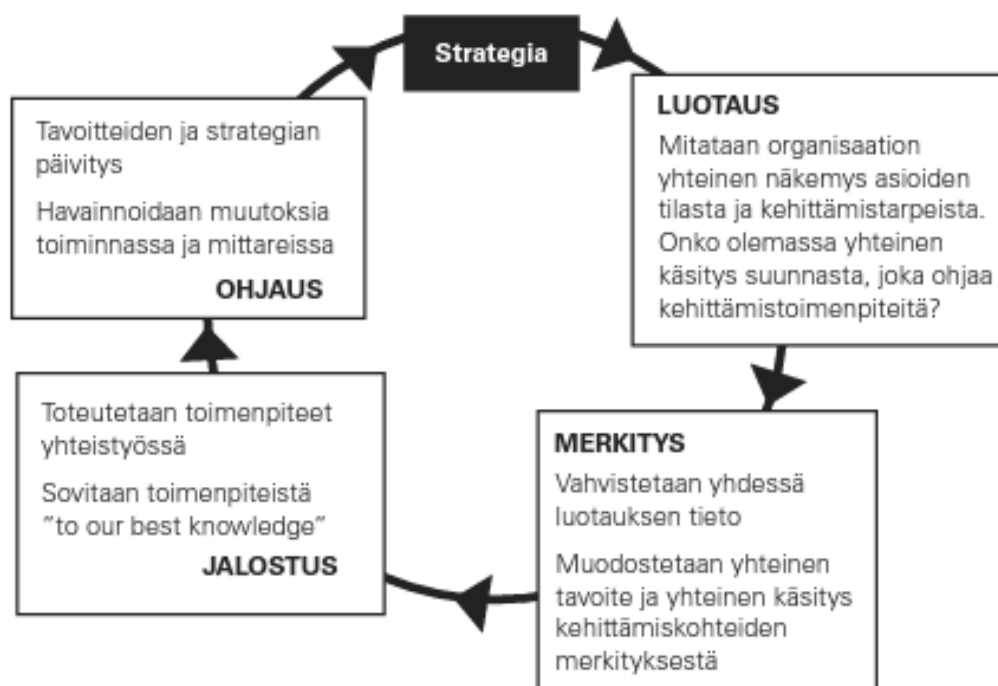 Strategia
LUOTAUS
Mitataan organisaation
yhteinen näkemys asioiden
tilasta ja kehittämistarpeista.
Onko olemassa yhteinen
käsitys suunnasta, joka ohjaa
kehittämistoimenpiteitä?
MERKITYS
Vahvistetaan yhdessä
luotauksen tieto
Muodostetaan yhteinen
tavoite ja yhteinen käsitys
kehittämiskohteiden
merkityksestä
Toteutetaan toimenpiteet
yhteistyössä
Sovitaan toimenpiteistä
"to our best knowledge"
JALOSTUS
Tavoitteiden ja strategian
päivitys
Havainnoidaan muutoksia
toiminnassa ja mittareissa
OHJAUS